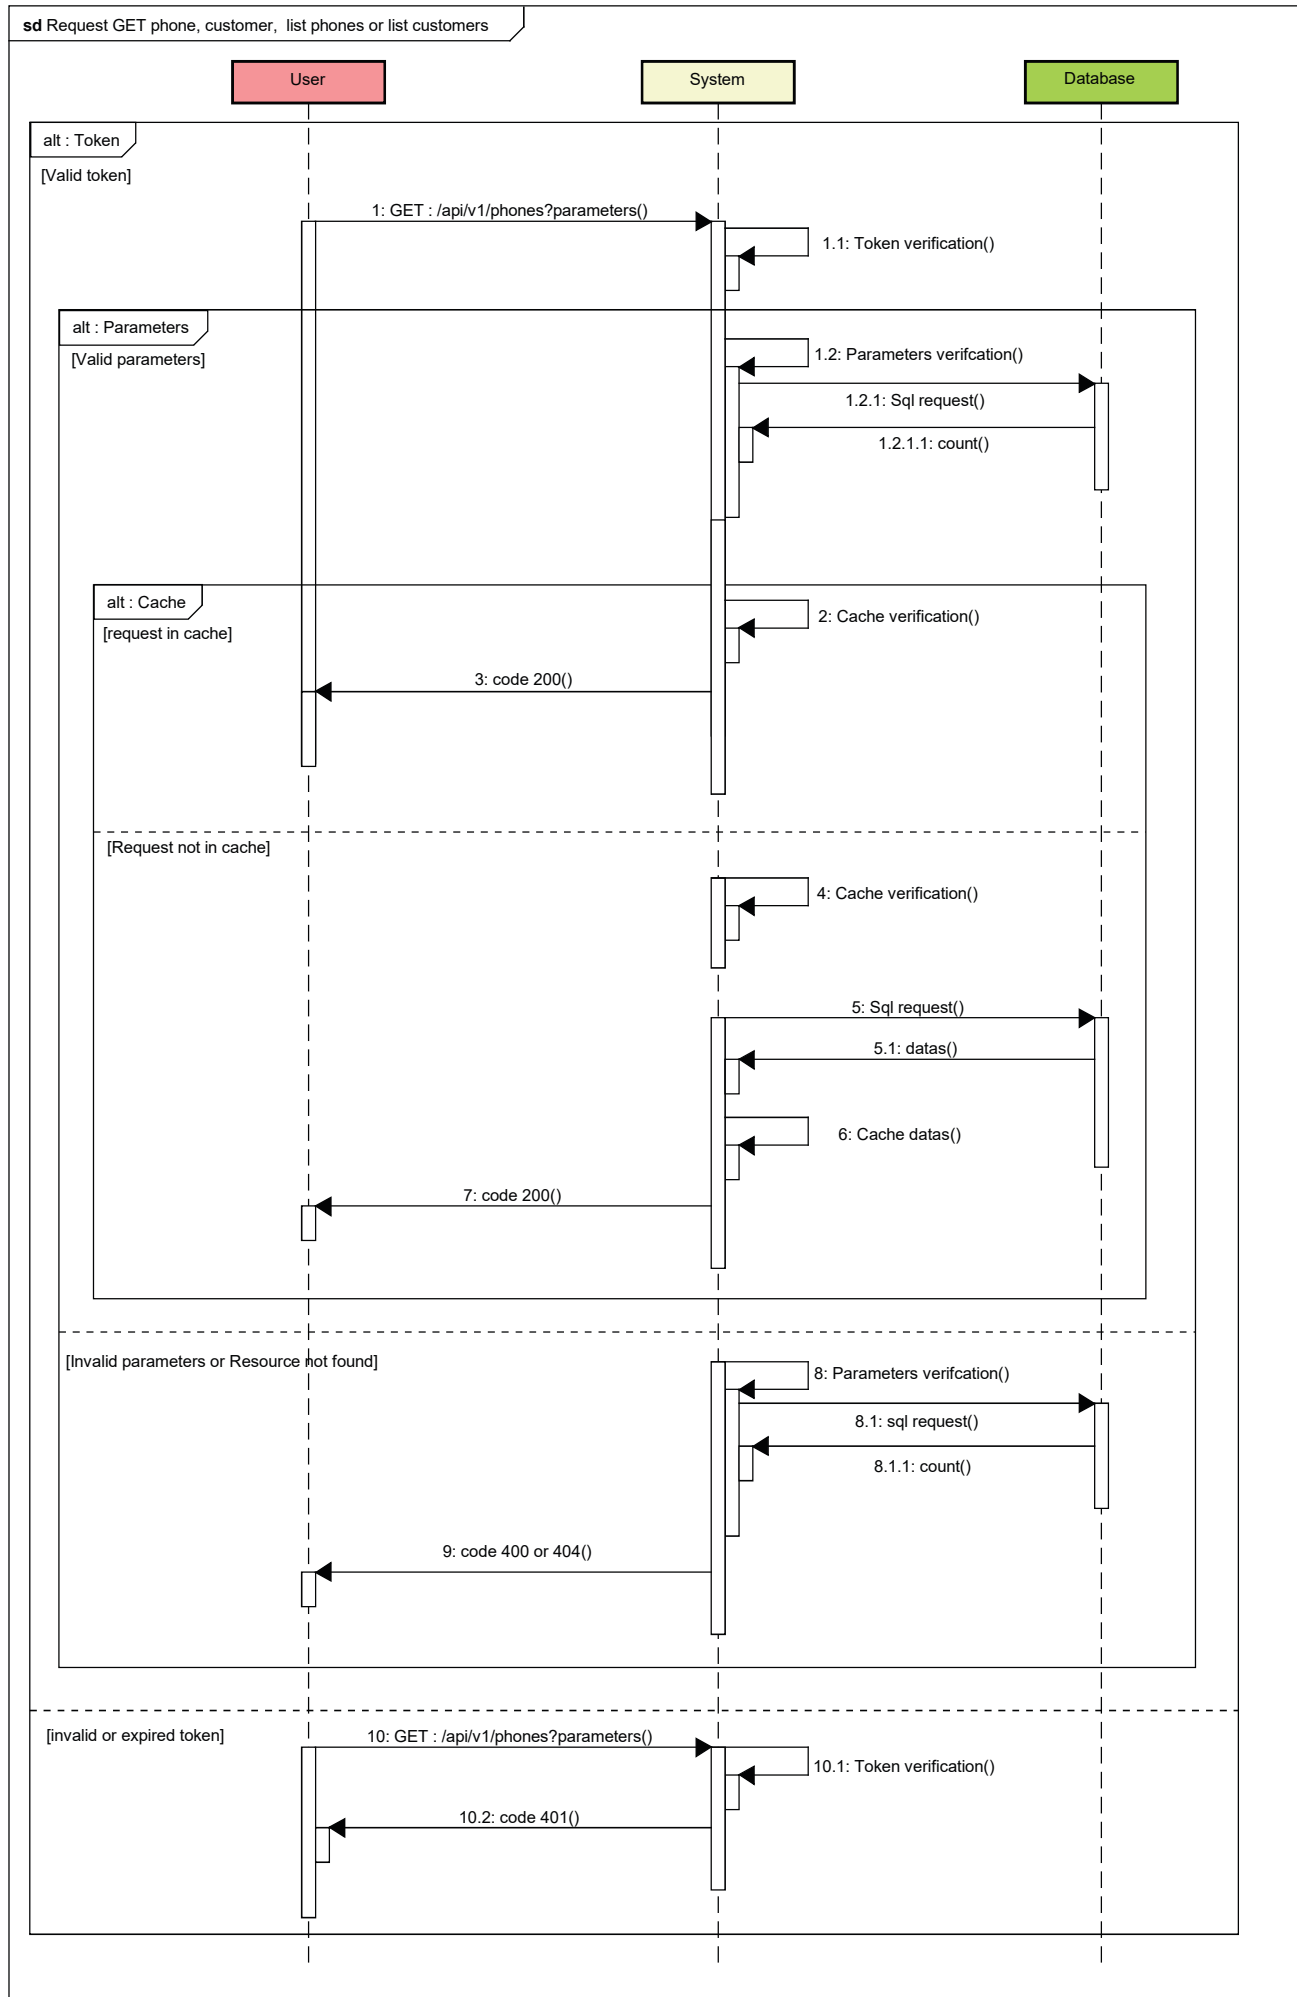 sd Request GET phone, customer,  list phones or list customers
User
System
Database
alt : Token
[Valid token]
1: GET : /api/v1/phones?parameters()
1.1: Token verification()
alt : Parameters
[Valid parameters]
1.2: Parameters verifcation()
1.2.1: Sql request()
1.2.1.1: count()
alt : Cache
[request in cache]
2: Cache verification()
3: code 200()
[Request not in cache]
4: Cache verification()
5: Sql request()
5.1: datas()
6: Cache datas()
7: code 200()
[Invalid parameters or Resource not found]
8: Parameters verifcation()
8.1: sql request()
8.1.1: count()
9: code 400 or 404()
[invalid or expired token]
10: GET : /api/v1/phones?parameters()
10.1: Token verification()
10.2: code 401()